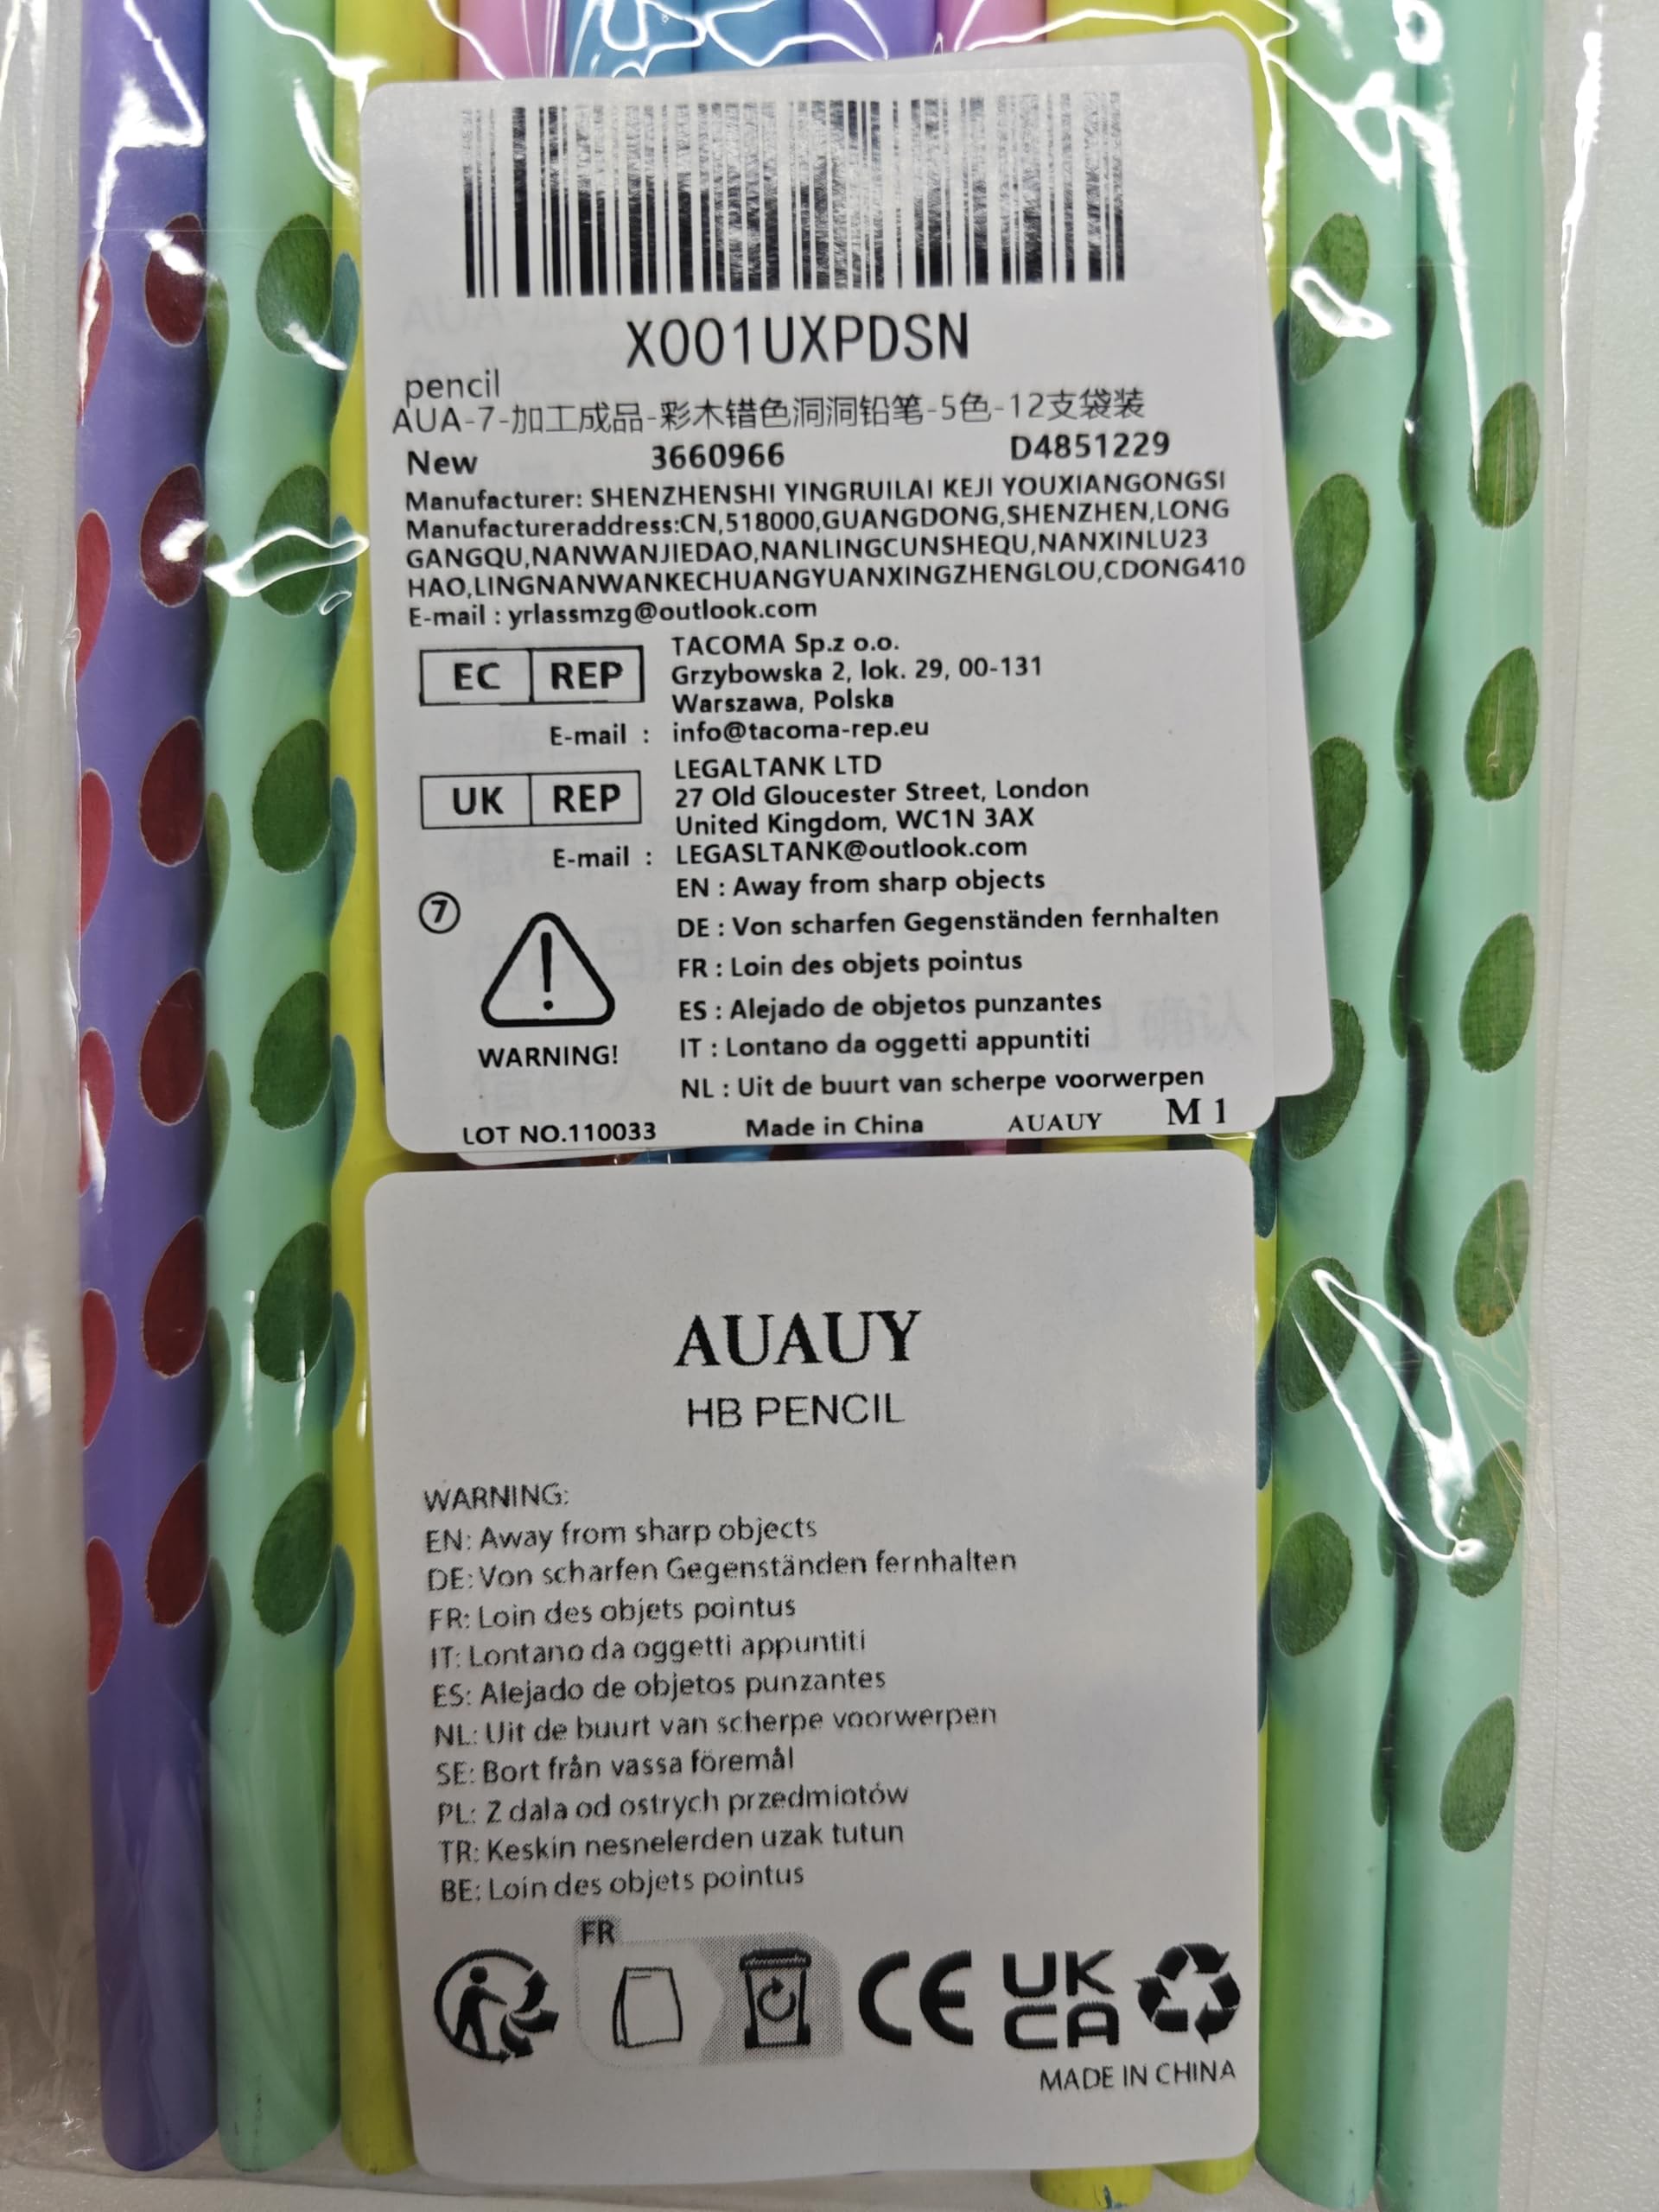 X001UXPDSN
pencil
AUA-7-加工成品-彩木错色洞洞铅笔-5色-12支袋装
New 3660966 D4851229
Manufacturer: SHENZHENSHI YINGRUILAI KEJI YOUXIANGONGSI
Manufactureraddress:CN,518000,GUANGDONG,SHENZHEN,LONG
GANGQU,NANWANJIEDAO,NANLINGCUNSHEQU,NANXINLU23
HAO,LINGNANWANKECHUANGYUANXINGZHENGLOU,CDONG410
E-mail : yrlassmzg@outlook.com
EC REP
TACOMA Sp.z o.o.
Grzybowska 2, lok. 29, 00-131
Warszawa, Polska
E-mail : info@tacoma-rep.eu
UK REP
LEGALTANK LTD
27 Old Gloucester Street, London
United Kingdom, WC1N 3AX
E-mail : LEGASLTANK@outlook.com
⑦
WARNING!
EN : Away from sharp objects
DE : Von scharfen Gegenständen fernhalten
FR : Loin des objets pointus
ES : Alejado de objetos punzantes
IT : Lontano da oggetti appuntiti
NL : Uit de buurt van scherpe voorwerpen
LOT NO.110033 Made in China AUAUY M 1
AUAUY
HB PENCIL
WARNING:
EN: Away from sharp objects
DE: Von scharfen Gegenständen fernhalten
FR: Loin des objets pointus
IT: Lontano da oggetti appuntiti
ES: Alejado de objetos punzantes
NL: Uit de buurt van scherpe voorwerpen
SE: Bort från vassa föremål
PL: Z dala od ostrych przedmiotów
TR: Keskin nesnelerden uzak tutun
BE: Loin des objets pointus
FR
CE UK CA
MADE IN CHINA